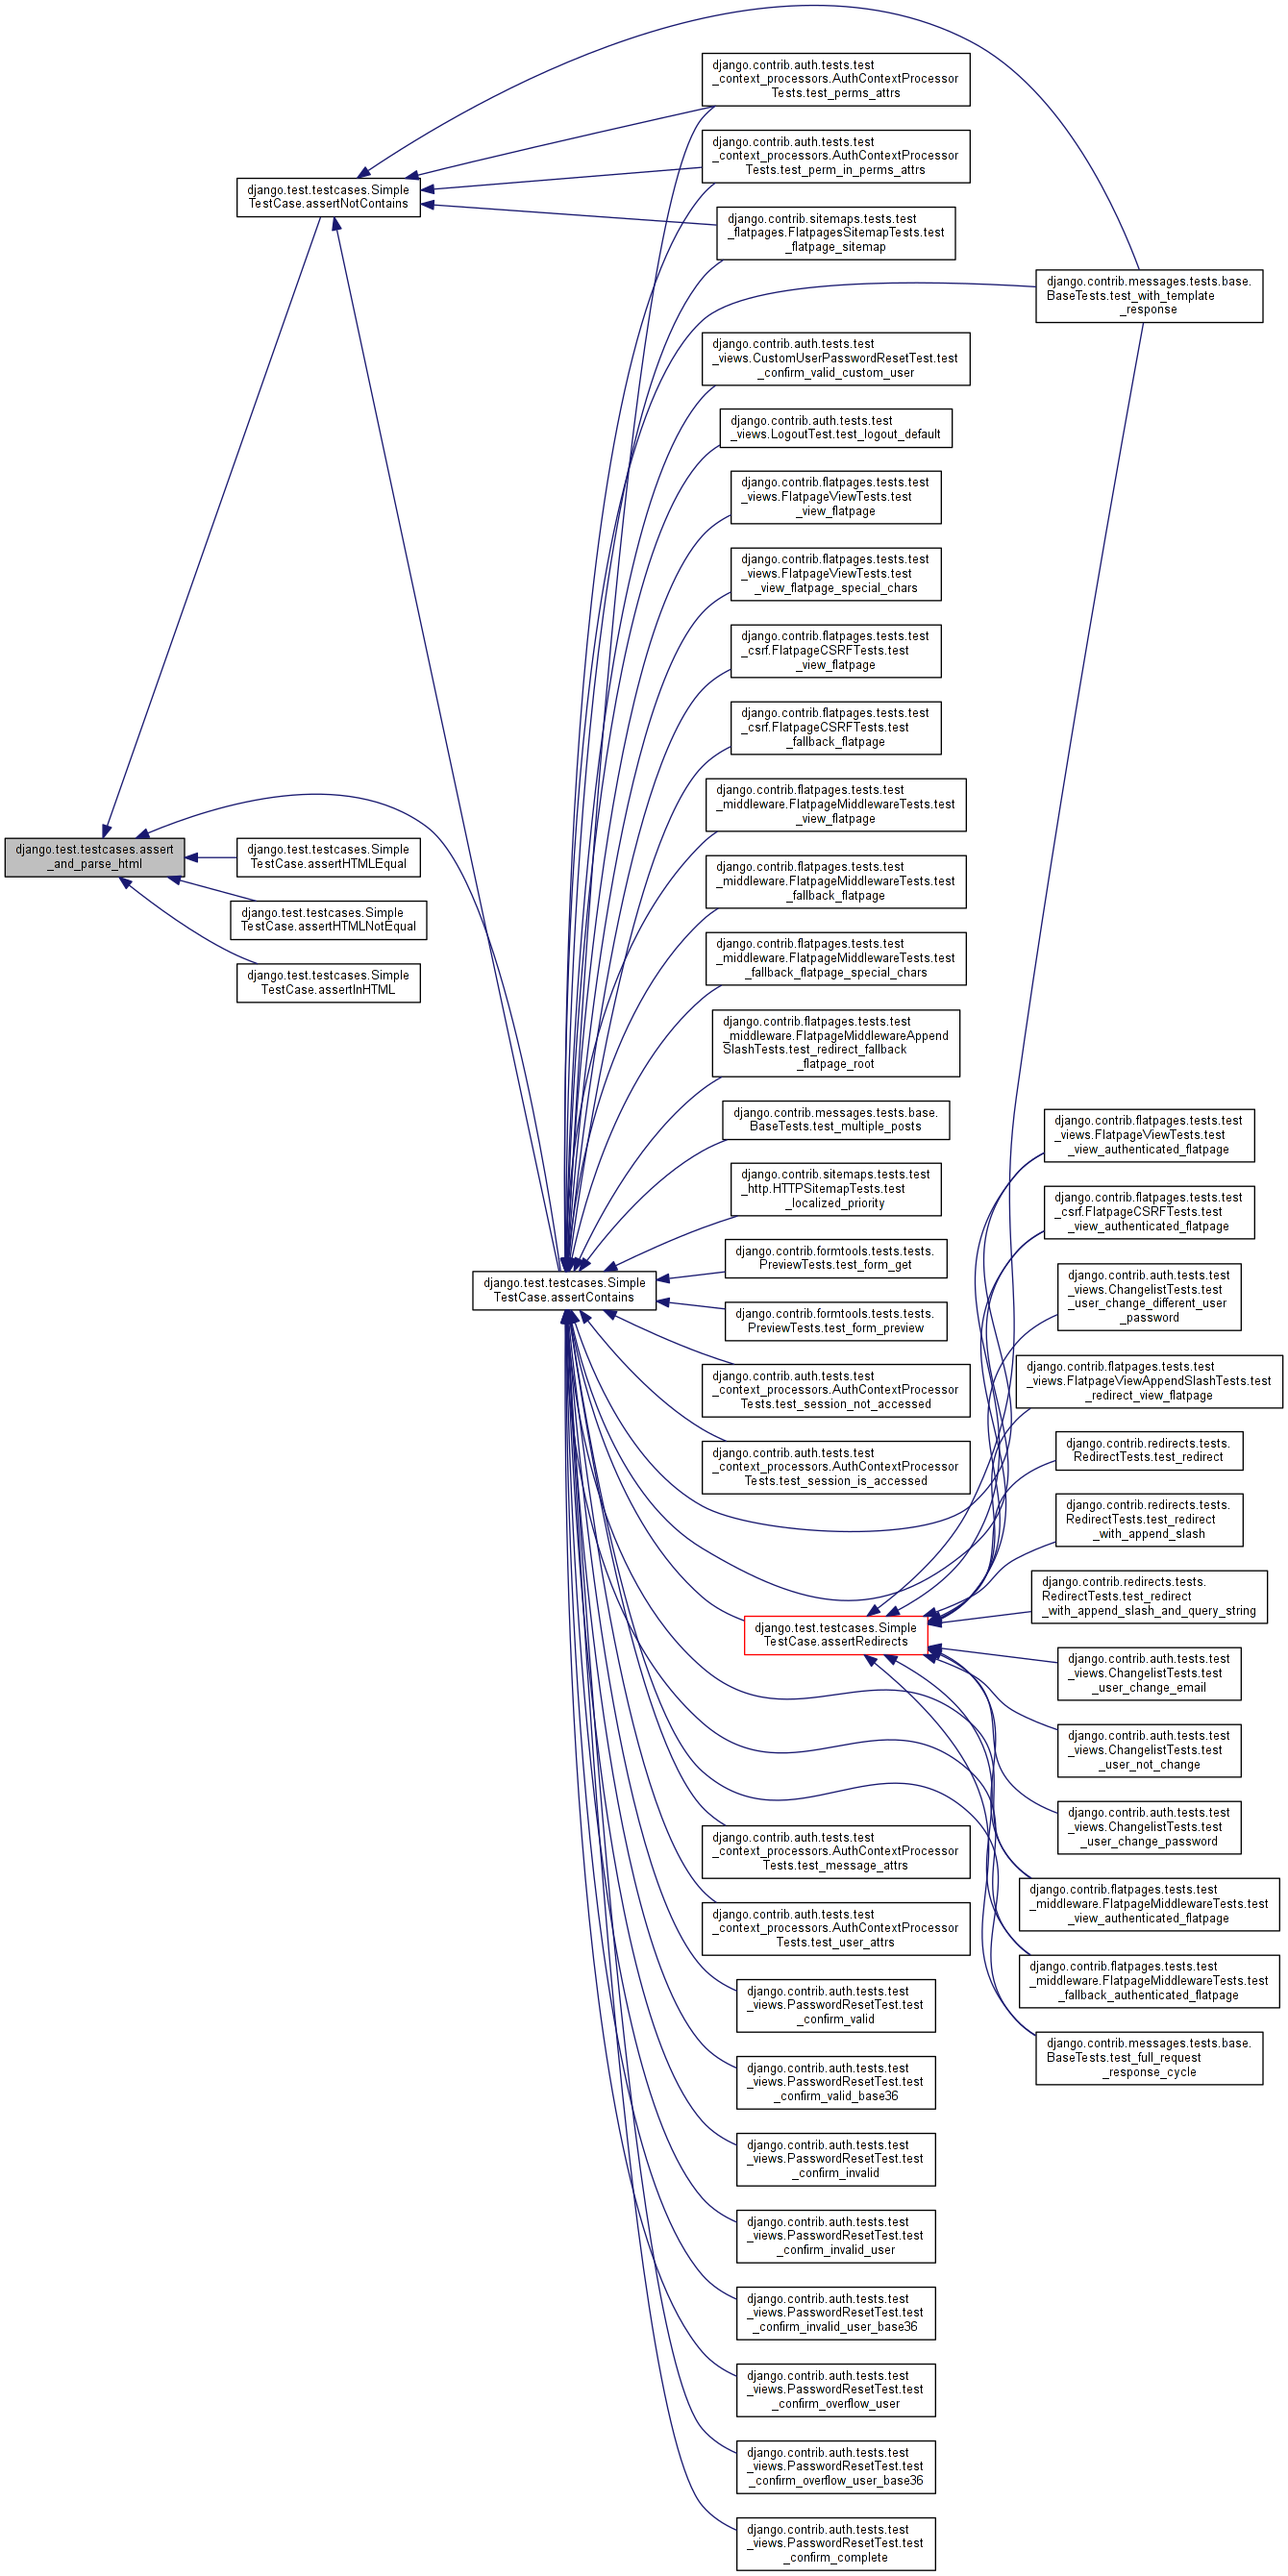 django.contrib.auth.tests.test
_context_processors.AuthContextProcessor
Tests.test_perms_attrs
django.contrib.auth.tests.test
_context_processors.AuthContextProcessor
Tests.test_perm_in_perms_attrs
django.test.testcases.Simple
TestCase.assertNotContains
django.contrib.sitemaps.tests.test
_flatpages.FlatpagesSitemapTests.test
_flatpage_sitemap
django.contrib.messages.tests.base.
BaseTests.test_with_template
_response
django.contrib.auth.tests.test
_views.CustomUserPasswordResetTest.test
_confirm_valid_custom_user
django.contrib.auth.tests.test
_views.LogoutTest.test_logout_default
django.contrib.flatpages.tests.test
_views.FlatpageViewTests.test
_view_flatpage
django.contrib.flatpages.tests.test
_views.FlatpageViewTests.test
_view_flatpage_special_chars
django.contrib.flatpages.tests.test
_csrf.FlatpageCSRFTests.test
_view_flatpage
django.contrib.flatpages.tests.test
_csrf.FlatpageCSRFTests.test
_fallback_flatpage
django.contrib.flatpages.tests.test
_middleware.FlatpageMiddlewareTests.test
_view_flatpage
django.test.testcases.assert
_and_parse_html
django.test.testcases.Simple
TestCase.assertHTMLEqual
django.test.testcases.Simple
TestCase.assertHTMLNotEqual
django.test.testcases.Simple
TestCase.assertInHTML
django.contrib.flatpages.tests.test
_middleware.FlatpageMiddlewareTests.test
_fallback_flatpage
django.contrib.flatpages.tests.test
_middleware.FlatpageMiddlewareTests.test
_fallback_flatpage_special_chars
django.contrib.flatpages.tests.test
_middleware.FlatpageMiddlewareAppend
SlashTests.test_redirect_fallback
_flatpage_root
django.contrib.messages.tests.base.
BaseTests.test_multiple_posts
django.contrib.sitemaps.tests.test
_http.HTTPSitemapTests.test
_localized_priority
django.contrib.formtools.tests.tests.
PreviewTests.test_form_get
django.test.testcases.Simple
TestCase.assertContains
django.contrib.formtools.tests.tests.
PreviewTests.test_form_preview
django.contrib.auth.tests.test
_context_processors.AuthContextProcessor
Tests.test_session_not_accessed
django.contrib.auth.tests.test
_context_processors.AuthContextProcessor
Tests.test_session_is_accessed
django.contrib.flatpages.tests.test
_views.FlatpageViewTests.test
_view_authenticated_flatpage
django.contrib.flatpages.tests.test
_csrf.FlatpageCSRFTests.test
_view_authenticated_flatpage
django.contrib.auth.tests.test
_views.ChangelistTests.test
_user_change_different_user
_password
django.contrib.flatpages.tests.test
_views.FlatpageViewAppendSlashTests.test
_redirect_view_flatpage
django.contrib.redirects.tests.
RedirectTests.test_redirect
django.contrib.redirects.tests.
RedirectTests.test_redirect
_with_append_slash
django.contrib.redirects.tests.
RedirectTests.test_redirect
_with_append_slash_and_query_string
django.test.testcases.Simple
TestCase.assertRedirects
django.contrib.auth.tests.test
_views.ChangelistTests.test
_user_change_email
django.contrib.auth.tests.test
_views.ChangelistTests.test
_user_not_change
django.contrib.auth.tests.test
_views.ChangelistTests.test
_user_change_password
django.contrib.flatpages.tests.test
_middleware.FlatpageMiddlewareTests.test
_view_authenticated_flatpage
django.contrib.flatpages.tests.test
_middleware.FlatpageMiddlewareTests.test
_fallback_authenticated_flatpage
django.contrib.messages.tests.base.
BaseTests.test_full_request
_response_cycle
django.contrib.auth.tests.test
_context_processors.AuthContextProcessor
Tests.test_message_attrs
django.contrib.auth.tests.test
_context_processors.AuthContextProcessor
Tests.test_user_attrs
django.contrib.auth.tests.test
_views.PasswordResetTest.test
_confirm_valid
django.contrib.auth.tests.test
_views.PasswordResetTest.test
_confirm_valid_base36
django.contrib.auth.tests.test
_views.PasswordResetTest.test
_confirm_invalid
django.contrib.auth.tests.test
_views.PasswordResetTest.test
_confirm_invalid_user
django.contrib.auth.tests.test
_views.PasswordResetTest.test
_confirm_invalid_user_base36
django.contrib.auth.tests.test
_views.PasswordResetTest.test
_confirm_overflow_user
django.contrib.auth.tests.test
_views.PasswordResetTest.test
_confirm_overflow_user_base36
django.contrib.auth.tests.test
_views.PasswordResetTest.test
_confirm_complete